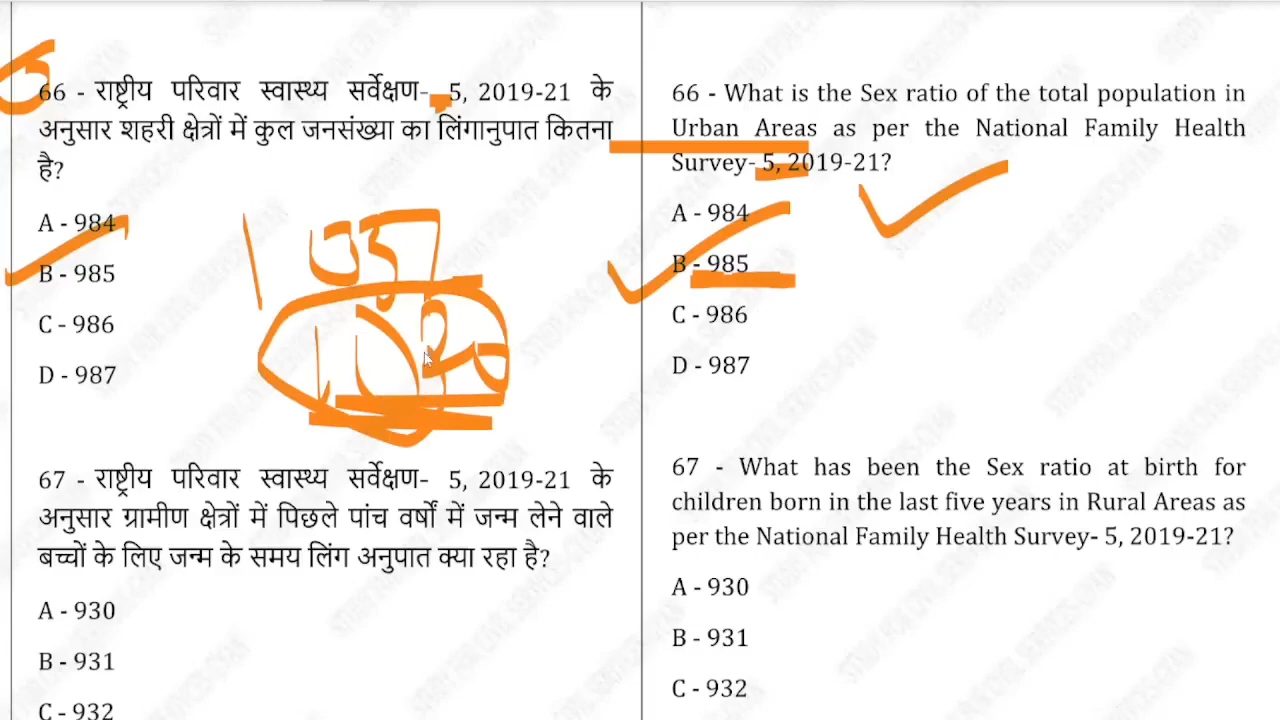 66 - राष्ट्रीय परिवार स्वास्थ्य सर्वेक्षण- 5, 2019-21 के
अनुसार शहरी क्षेत्रों में कुल जनसंख्या का लिंगानुपात कितना
है?
A - 984
B - 985
C - 986
D - 987
67 - राष्ट्रीय परिवार स्वास्थ्य सर्वेक्षण- 5, 2019-21 के
अनुसार ग्रामीण क्षेत्रों में पिछले पांच वर्षों में जन्म लेने वाले
बच्चों के लिए जन्म के समय लिंग अनुपात क्या रहा है?
A - 930
B - 931
C - 932
66 - What is the Sex ratio of the total population in
Urban Areas as per the National Family Health
Survey- 5, 2019-21?
A - 984
B - 985
C - 986
D - 987
67 - What has been the Sex ratio at birth for
children born in the last five years in Rural Areas as
per the National Family Health Survey- 5, 2019-21?
A - 930
B - 931
C - 932